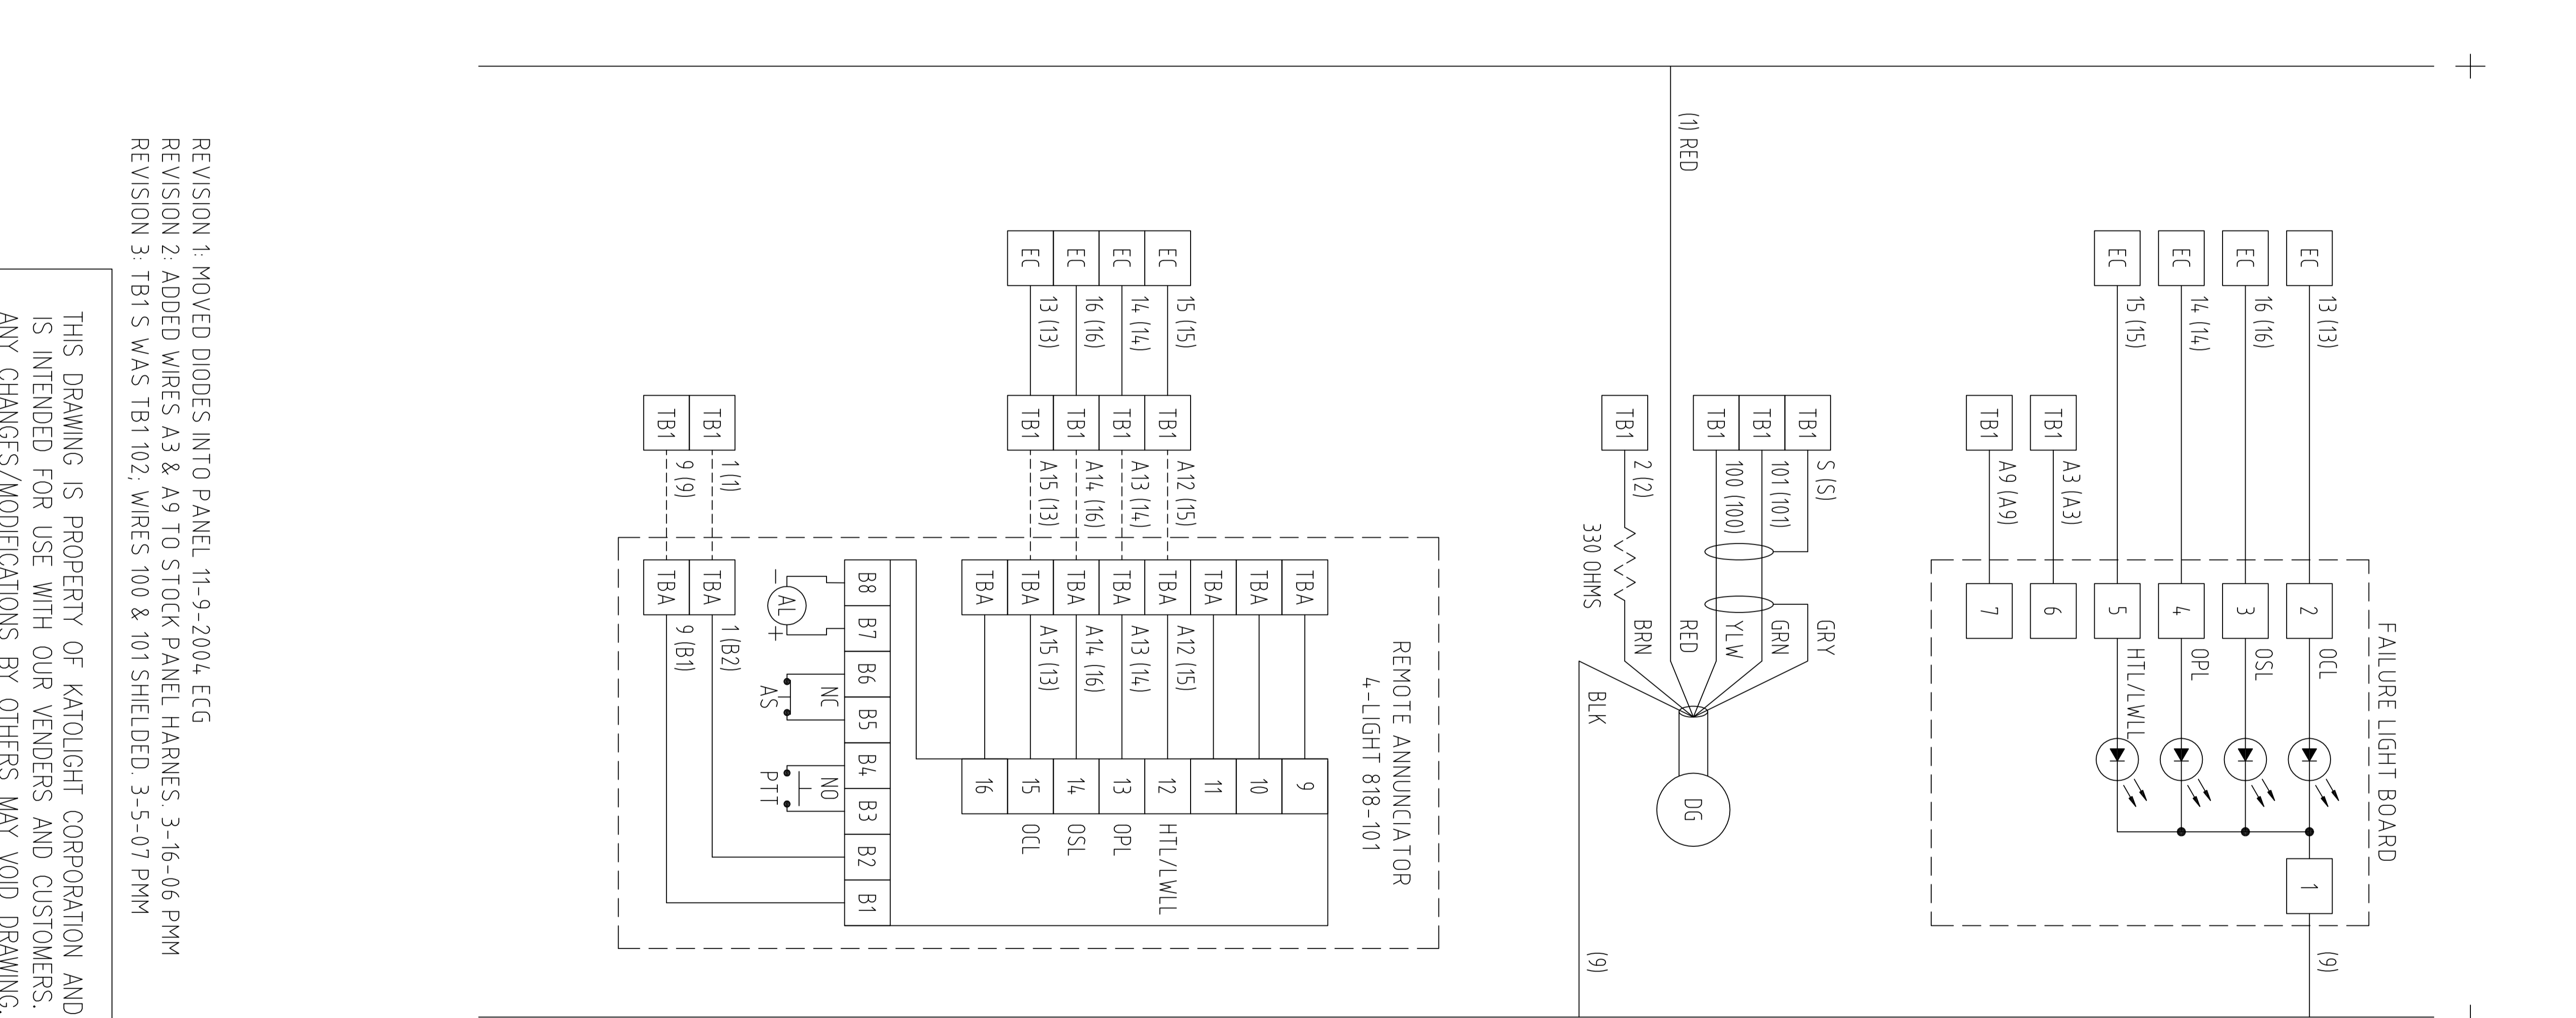 FAILURE LIGHT BOARD
EC
13 (13)
2
OCL
1
(9)
EC
16 (16)
3
OSL
EC
14 (14)
4
OPL
EC
15 (15)
5
HTL/LWLL
TB1
A3 (A3)
6
TB1
A9 (A9)
7
TB1
S (S)
GRY
TB1
101 (101)
GRN
TB1
100 (100)
YLW
(1) RED
RED
TB1
2 (2)
330 OHMS
BRN
BLK
(9)
DG
REMOTE ANNUNCIATOR
4-LIGHT 818-101
TBA
9
TBA
10
TBA
11
EC
15 (15)
TB1
A12 (15)
TBA
A12 (15)
12
HTL/LWLL
EC
14 (14)
TB1
A13 (14)
TBA
A13 (14)
13
OPL
EC
16 (16)
TB1
A14 (16)
TBA
A14 (16)
14
OSL
EC
13 (13)
TB1
A15 (13)
TBA
A15 (13)
15
OCL
TBA
16
B8
B7
B6
B5
B4
B3
B2
B1
- AL +
NC
AS
NO
PTT
TB1
1 (1)
TBA
1 (B2)
TB1
9 (9)
TBA
9 (B1)
REVISION 1: MOVED DIODES INTO PANEL 11-9-2004 ECG
REVISION 2: ADDED WIRES A3 & A9 TO STOCK PANEL HARNES. 3-16-06 PMM
REVISION 3: TB1 S WAS TB1 102; WIRES 100 & 101 SHIELDED. 3-5-07 PMM
THIS DRAWING IS PROPERTY OF KATOLIGHT CORPORATION AND
IS INTENDED FOR USE WITH OUR VENDERS AND CUSTOMERS.
ANY CHANGES/MODIFICATIONS BY OTHERS MAY VOID DRAWING.